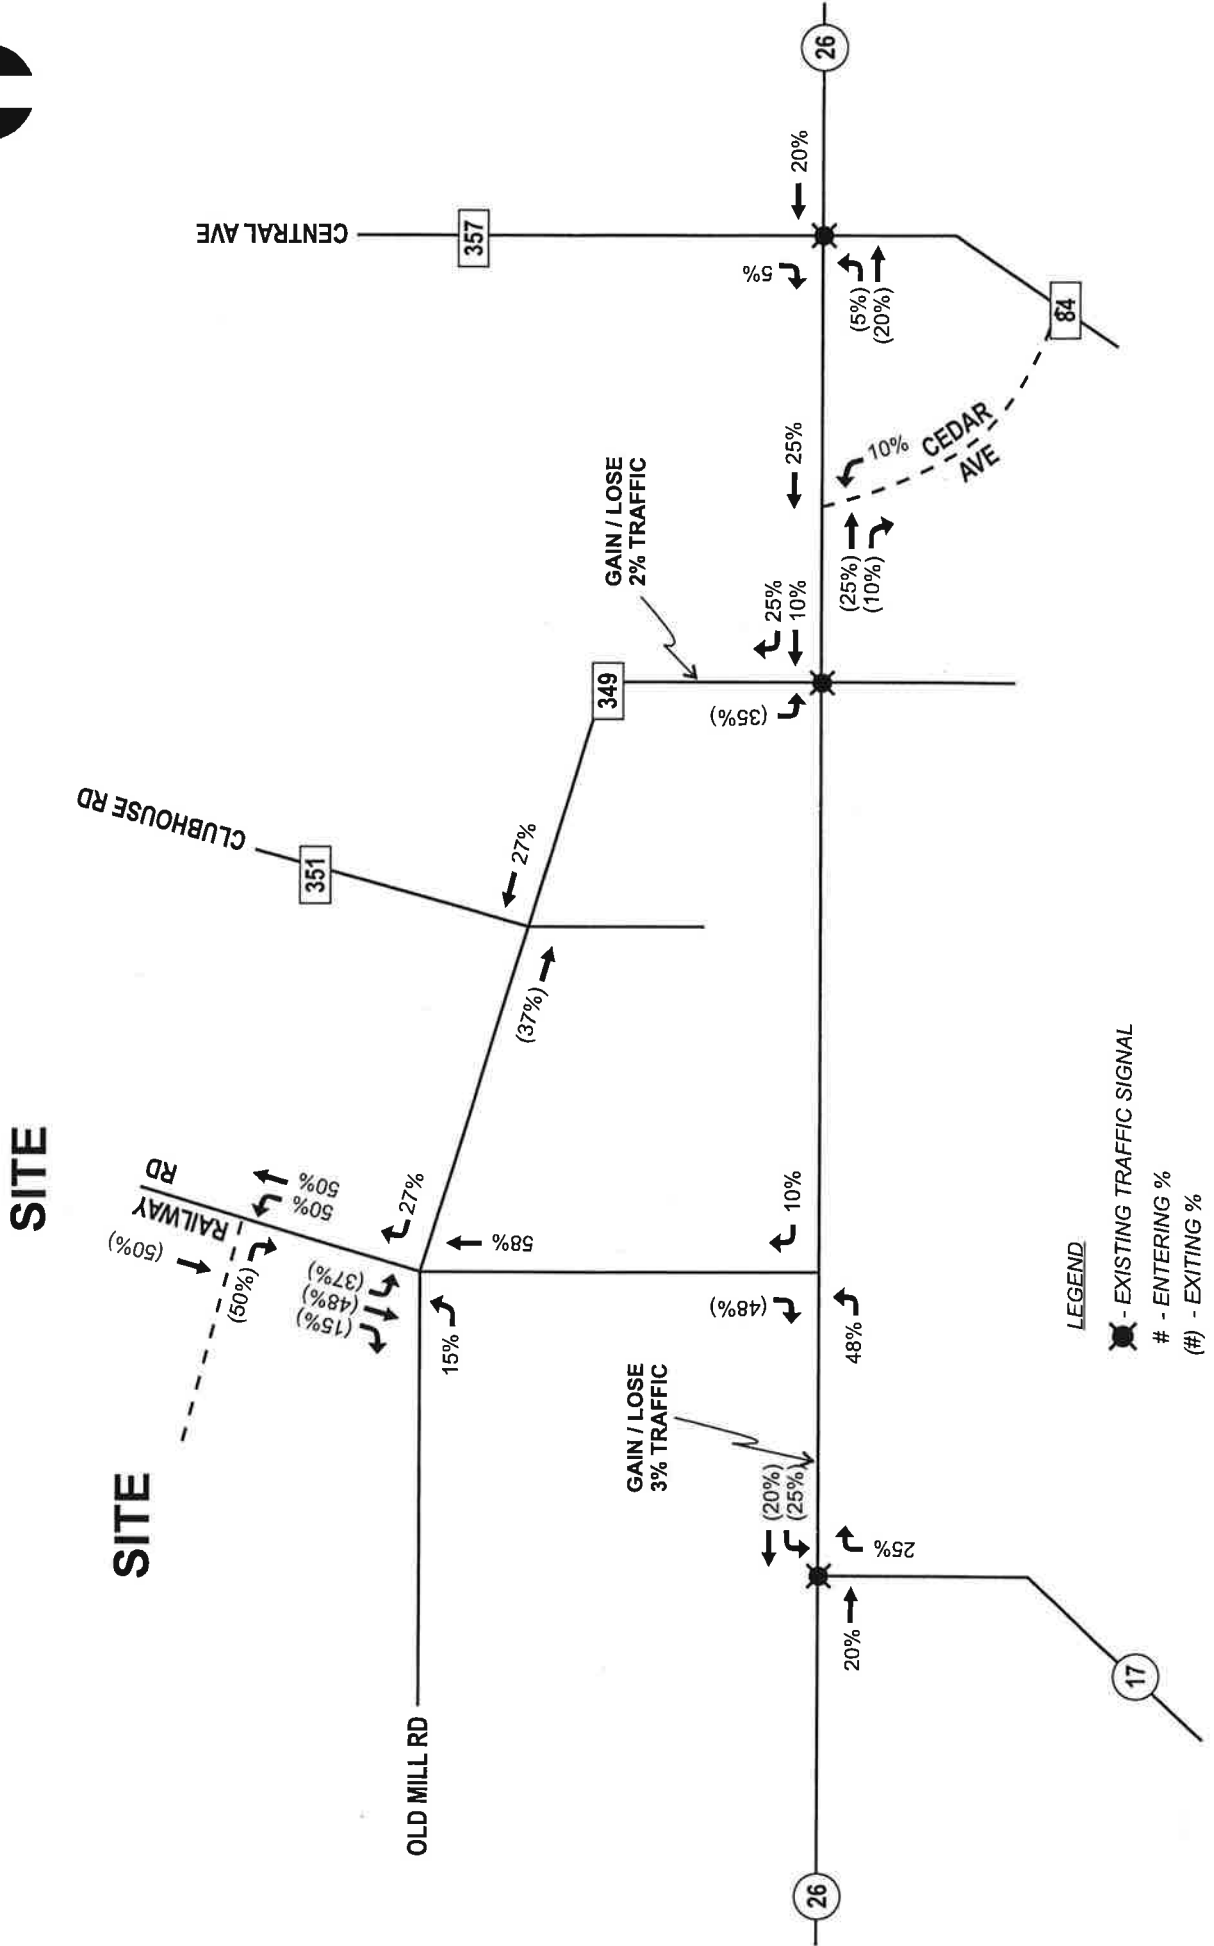 SITE
SITE
CENTRAL AVE
357
26
20%
5%
(5%)
(20%)
84
CEDAR
AVE
10%
25%
(25%)
(10%)
GAIN / LOSE
2% TRAFFIC
25%
10%
(35%)
349
CLUBHOUSE RD
351
27%
(37%)
RAILWAY
RD
50%
50%
(50%)
(50%)
27%
(37%)
(48%)
(15%)
58%
15%
OLD MILL RD
10%
(48%)
48%
GAIN / LOSE
3% TRAFFIC
(20%)
(25%)
25%
20%
17
26
LEGEND
- EXISTING TRAFFIC SIGNAL
# - ENTERING %
(#) - EXITING %